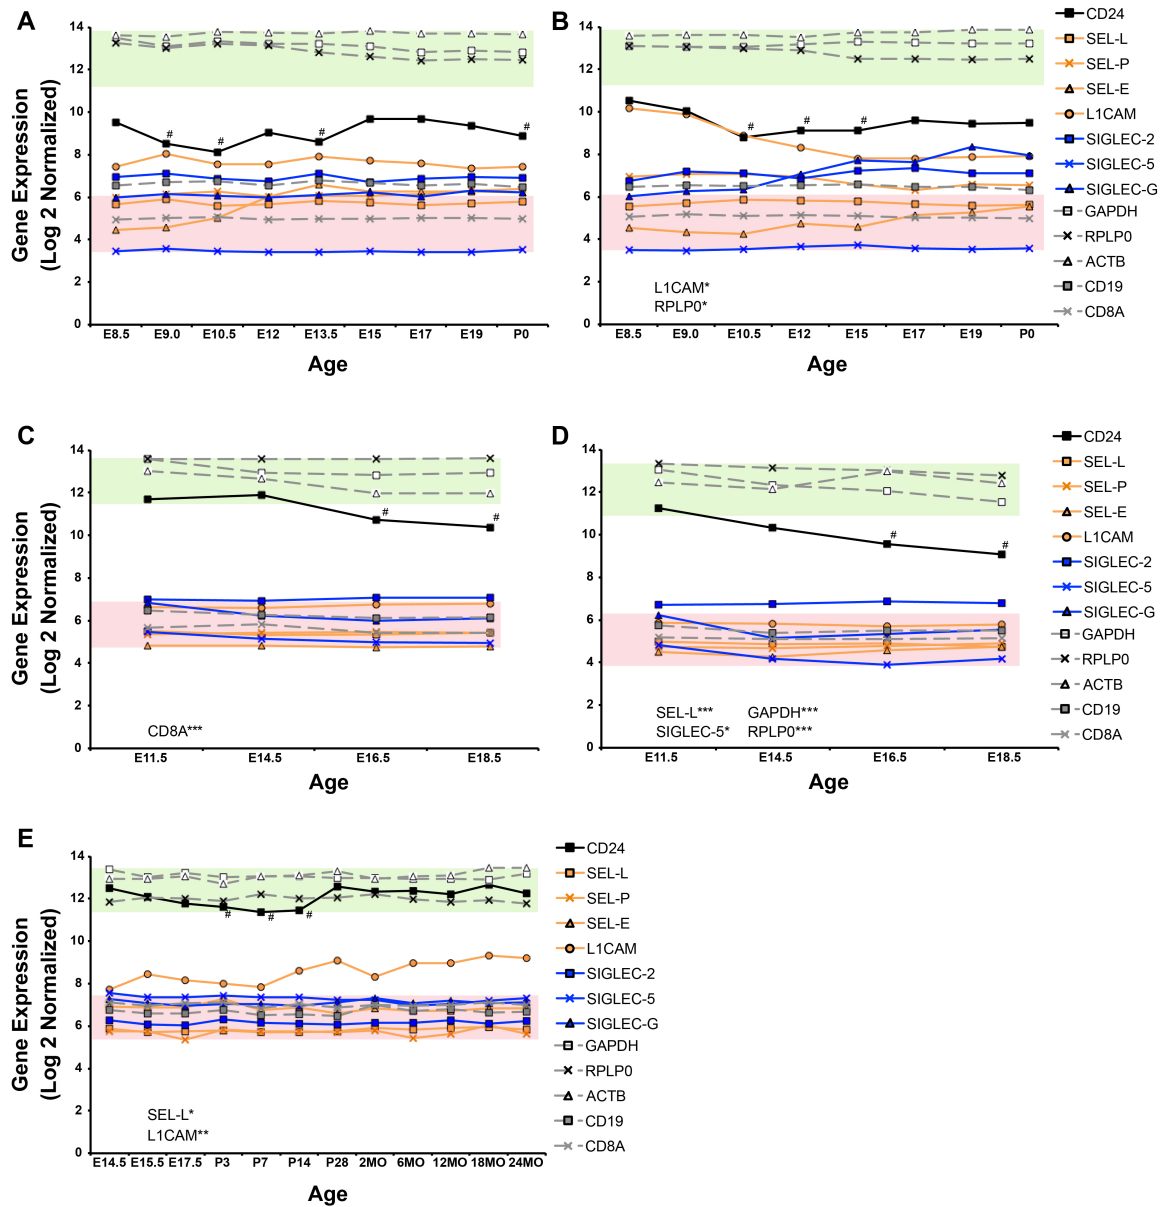 A
14
12
10
8
6
4
2
0
Gene Expression
(Log 2 Normalized)
# # # #
E8.5 E9.0 E10.5 E12 E13.5 E15 E17 E19 P0
Age
B
14
12
10
8
6
4
2
0
# # #
L1CAM*
RPLP0*
E8.5 E9.0 E10.5 E12 E15 E17 E19 P0
Age
CD24
SEL-L
SEL-P
SEL-E
L1CAM
SIGLEC-2
SIGLEC-5
SIGLEC-G
GAPDH
RPLP0
ACTB
CD19
CD8A
C
14
12
10
8
6
4
2
0
Gene Expression
(Log 2 Normalized)
# #
CD8A***
E11.5 E14.5 E16.5 E18.5
Age
D
14
12
10
8
6
4
2
0
# #
SEL-L*** GAPDH***
SIGLEC-5* RPLP0***
E11.5 E14.5 E16.5 E18.5
Age
CD24
SEL-L
SEL-P
SEL-E
L1CAM
SIGLEC-2
SIGLEC-5
SIGLEC-G
GAPDH
RPLP0
ACTB
CD19
CD8A
E
14
12
10
8
6
4
2
0
Gene Expression
(Log 2 Normalized)
# # #
SEL-L*
L1CAM**
E14.5 E15.5 E17.5 P3 P7 P14 P28 2MO 6MO 12MO 18MO 24MO
Age
CD24
SEL-L
SEL-P
SEL-E
L1CAM
SIGLEC-2
SIGLEC-5
SIGLEC-G
GAPDH
RPLP0
ACTB
CD19
CD8A